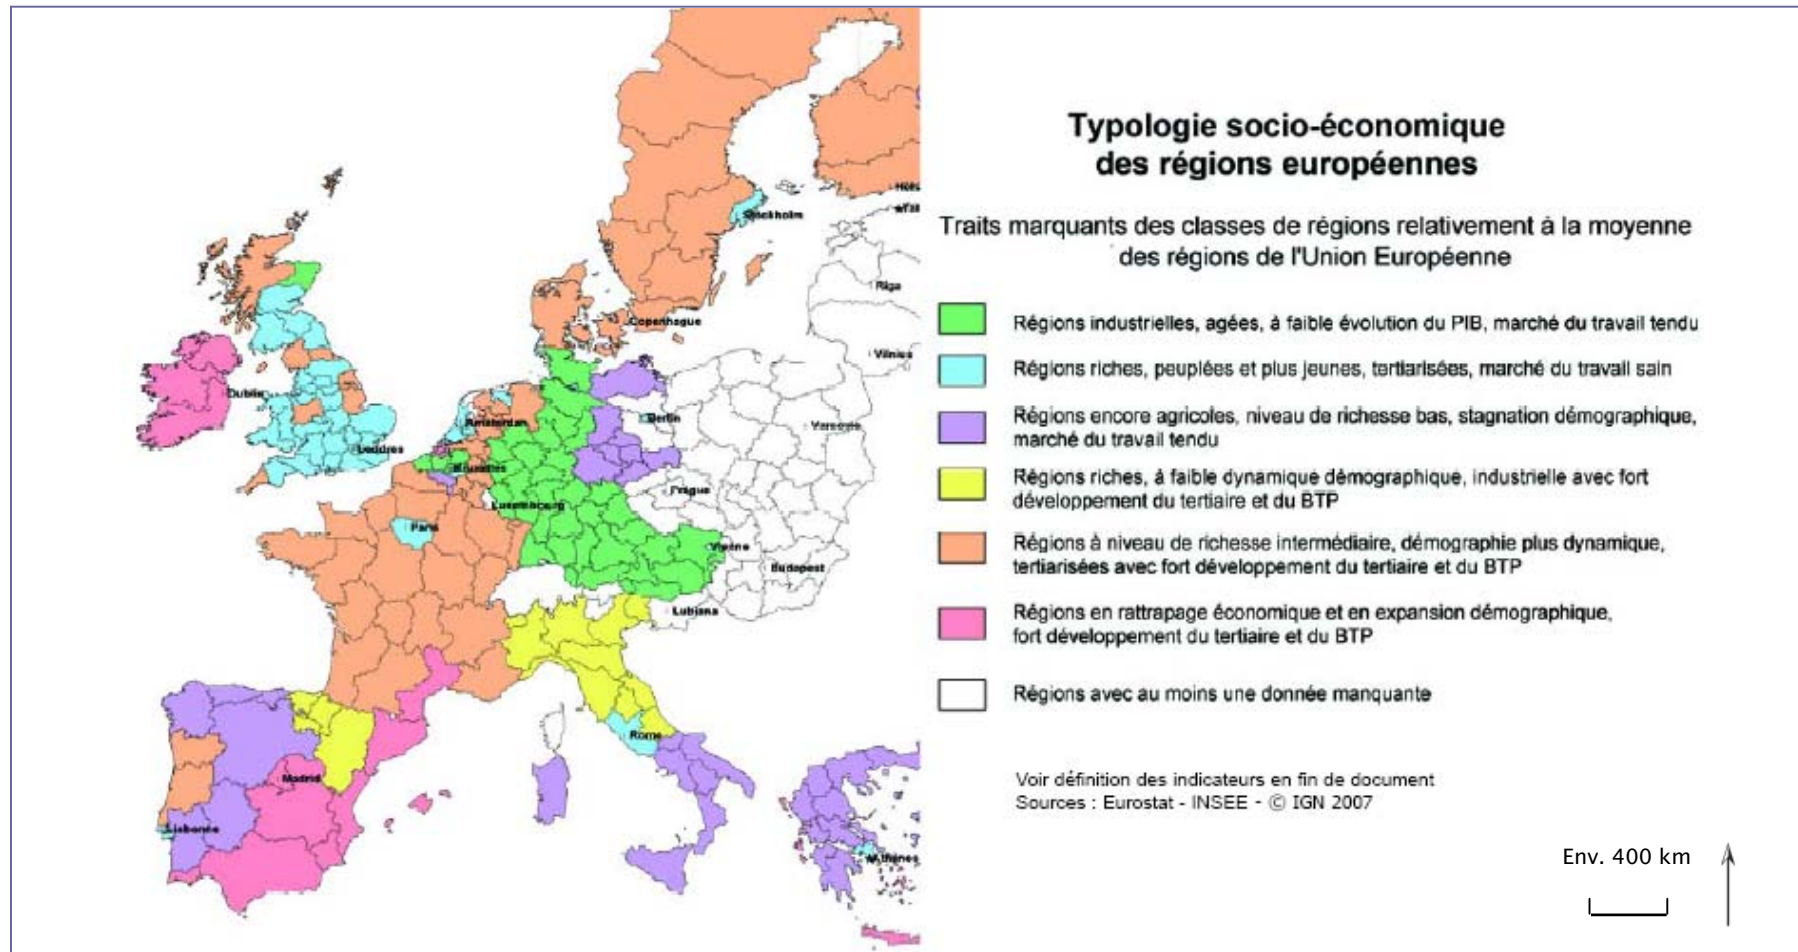 Typologie socio-économique
des régions européennes
Traits marquants des classes de régions relativement à la moyenne
des régions de l'Union Européenne
Régions industrielles, agées, à faible évolution du PIB, marché du travail tendu
Régions riches, peuplées et plus jeunes, tertiarisées, marché du travail sain
Régions encore agricoles, niveau de richesse bas, stagnation démographique,
marché du travail tendu
Régions riches, à faible dynamique démographique, industrielle avec fort
développement du tertiaire et du BTP
Régions à niveau de richesse intermédiaire, démographie plus dynamique,
tertiarisées avec fort développement du tertiaire et du BTP
Régions en rattrapage économique et en expansion démographique,
fort développement du tertiaire et du BTP
Régions avec au moins une donnée manquante
Voir définition des indicateurs en fin de document
Sources : Eurostat - INSEE - © IGN 2007
Env. 400 km
Stockholm
Riga
Copenhague
Vilnius
Dublin
Berlin
Amsterdan
Varsovie
Londres
Bruxelles
Prague
Luxembourg
Paris
Vienne
Budapest
Lubiana
Rome
Madrid
Lisbonne
Athènes